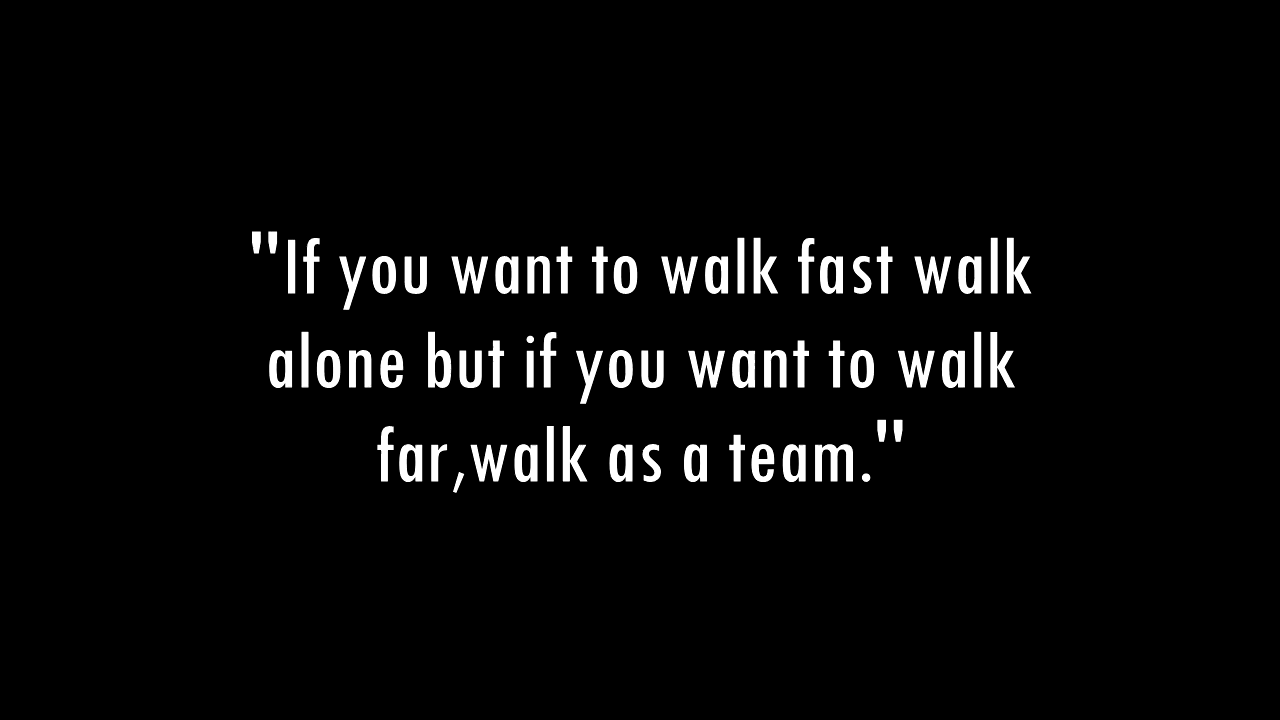 "If you want to walk fast walk
alone but if you want to walk
far,walk as a team."